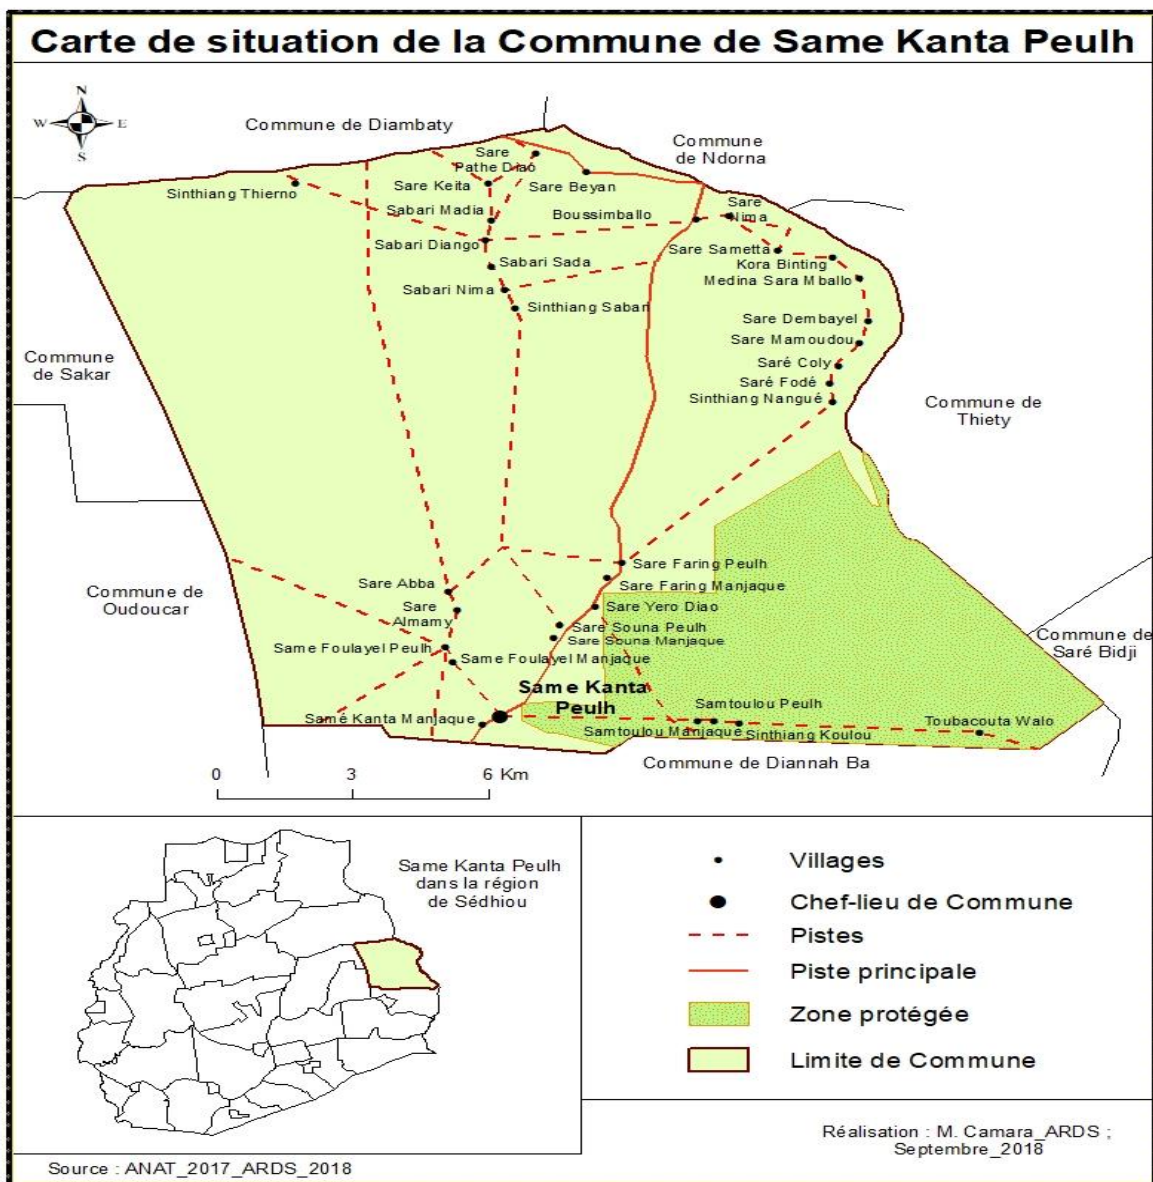 Carte de situation de la Commune de Same Kanta Peulh
N
W E
S
Commune de Diambaty
Commune
de Ndorna
Sare
Pathe Diao
Sinthiang Thierno
Sare Keita
Sare Beyan
Sabari Madia
Boussimballo
Sare
Nima
Sabari Diango
Sare Sametta
Kora Binting
Sabari Sada
Medina Sara Mballo
Sabari Nima
Sinthiang Sabari
Sare Dembayel
Sare Mamoudou
Commune
de Sakar
Saré Coly
Saré Fodé
Sinthiang Nangué
Commune de
Thiety
Sare Faring Peulh
Sare Abba
Sare Faring Manjaque
Commune de
Oudoucar
Sare
Almamy
Sare Yero Diao
Sare Souna Peulh
Sare Souna Manjaque
Commune de
Saré Bidji
Same Foulayel Peulh
Same Foulayel Manjaque
Same Kanta
Peulh
Samé Kanta Manjaque
Samtoulou Peulh
Samtoulou Manjaque
Sinthiang Koulou
Toubacouta Walo
Commune de Diannah Ba
0 3 6 Km
Same Kanta Peulh
dans la région
de Sédhiou
Villages
Chef-lieu de Commune
Pistes
Piste principale
Zone protégée
Limite de Commune
Réalisation : M. Camara_ARDS ;
Septembre_2018
Source : ANAT_2017_ARDS_2018